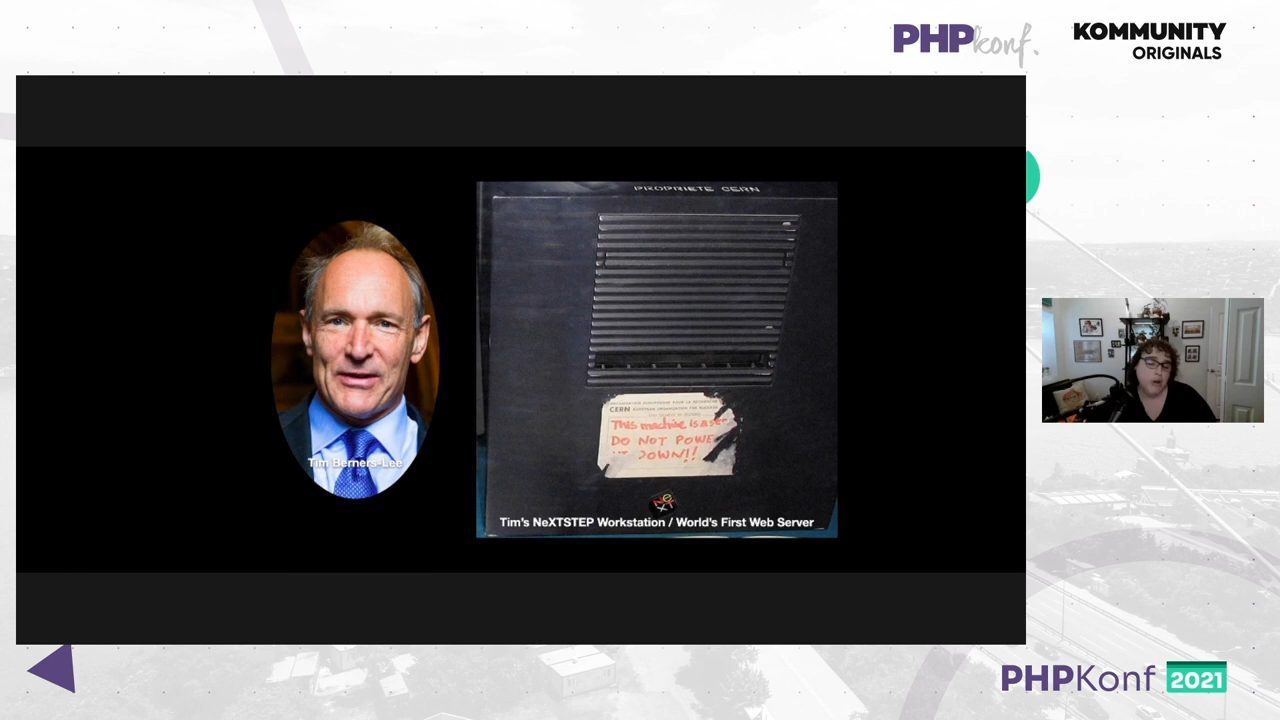 PHPkonf.
KOMMUNITY
ORIGINALS
PROPRIETE CERN
CERN
This machine is a
DO NOT POWE
DOWN!!
Tim Berners-Lee
Tim's NeXTSTEP Workstation / World's First Web Server
PHPKonf 2021